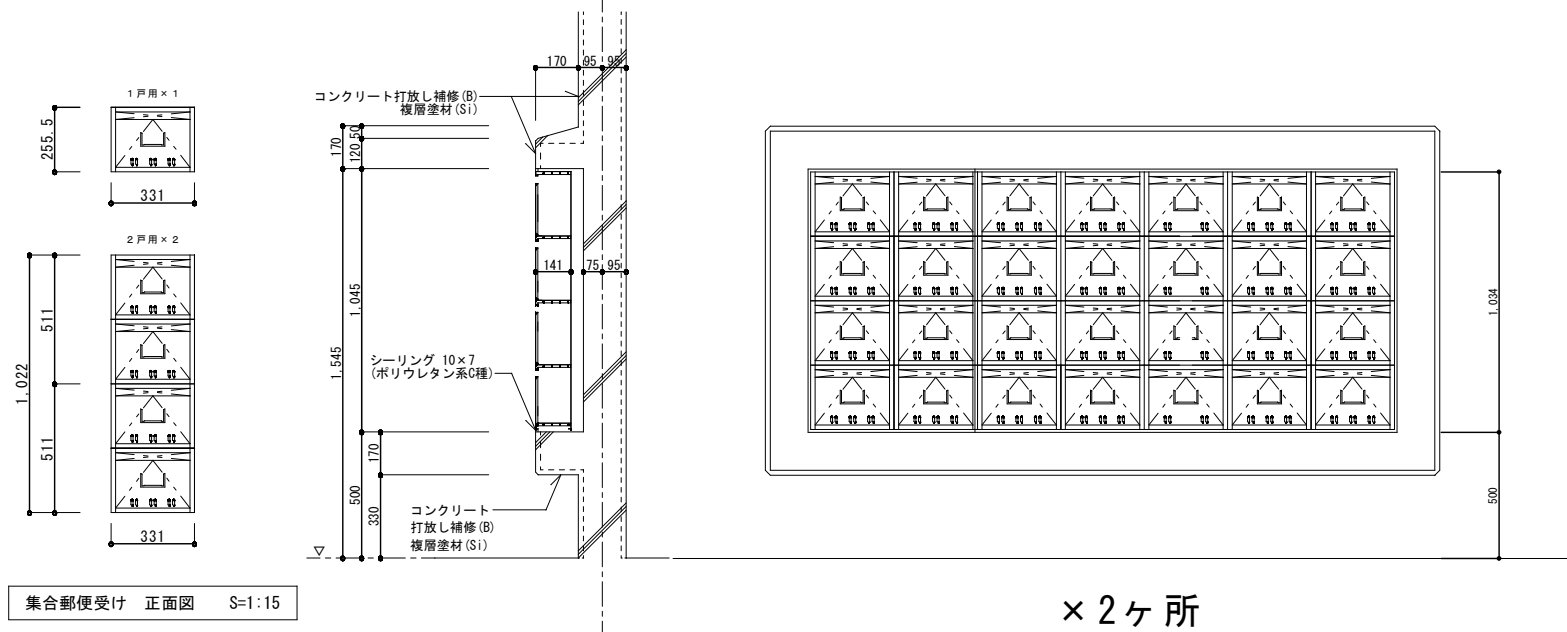 1戸用×1
255.5
331
2戸用×2
1,022
511
511
331
集合郵便受け 正面図 S=1:15
170
95
95
コンクリート打放し補修(B)
複層塗材(Si)
170
50
120
141
75
95
1,545
1,045
シーリング 10×7
(ポリウレタン系C種)
170
500
330
コンクリート
打放し補修(B)
複層塗材(Si)
1,034
500
×2ヶ所